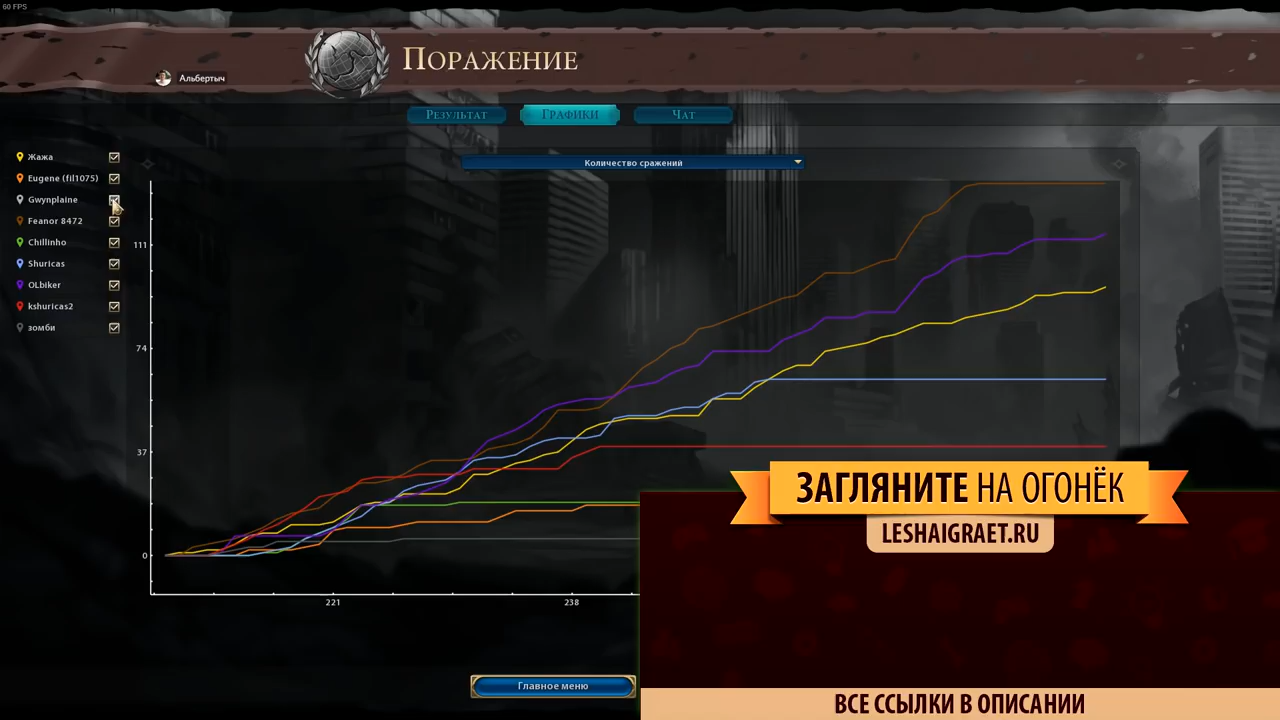 60 FPS
Поражение
Альбертыч
Результат
Графики
Чат
Жажа
Eugene (fil1075)
Gwynplaine
Feanor 8472
Chillinho
Shuricas
OLbiker
kshuricas2
зомби
Количество сражений
111
74
37
0
221
238
ЗАГЛЯНИТЕ НА ОГОНЁК
LESHAIGRAET.RU
Главное меню
ВСЕ ССЫЛКИ В ОПИСАНИИ